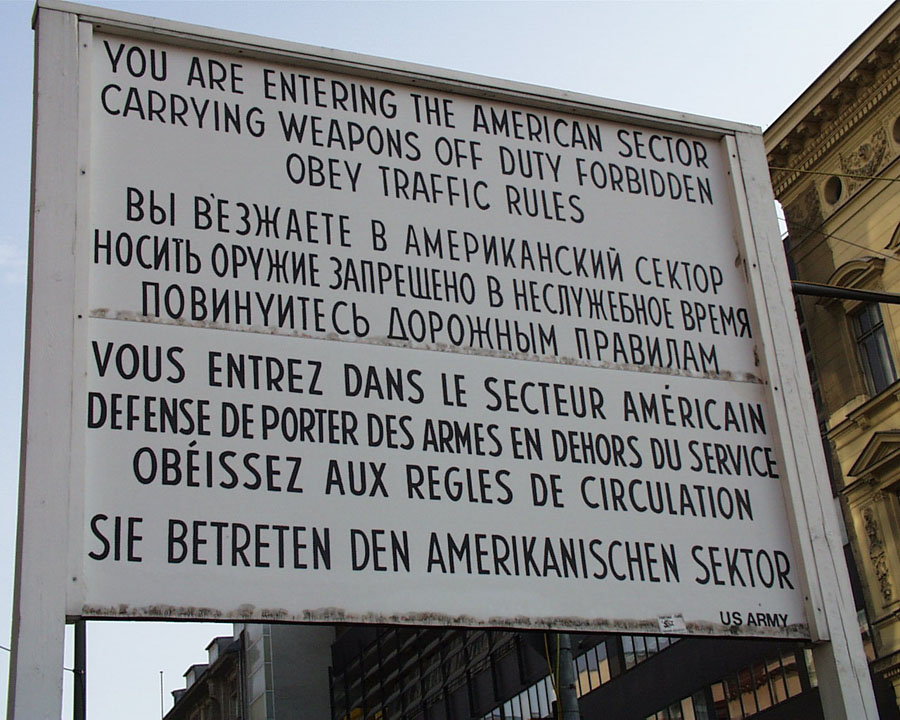 YOU ARE ENTERING THE AMERICAN SECTOR
CARRYING WEAPONS OFF DUTY FORBIDDEN
OBEY TRAFFIC RULES
ВЫ В'ЕЗЖАЕТЕ В АМЕРИКАНСКИЙ СЕКТОР
НОСИТЬ ОРУЖИЕ ЗАПРЕЩЕНО В НЕСЛУЖЕБНОЕ ВРЕМЯ
ПОВИНУИТЕСЬ ДОРОЖНЫМ ПРАВИЛАМ
VOUS ENTREZ DANS LE SECTEUR AMÉRICAIN
DEFENSE DE PORTER DES ARMES EN DEHORS DU SERVICE
OBÉISSEZ AUX REGLES DE CIRCULATION
SIE BETRETEN DEN AMERIKANISCHEN SEKTOR
US ARMY